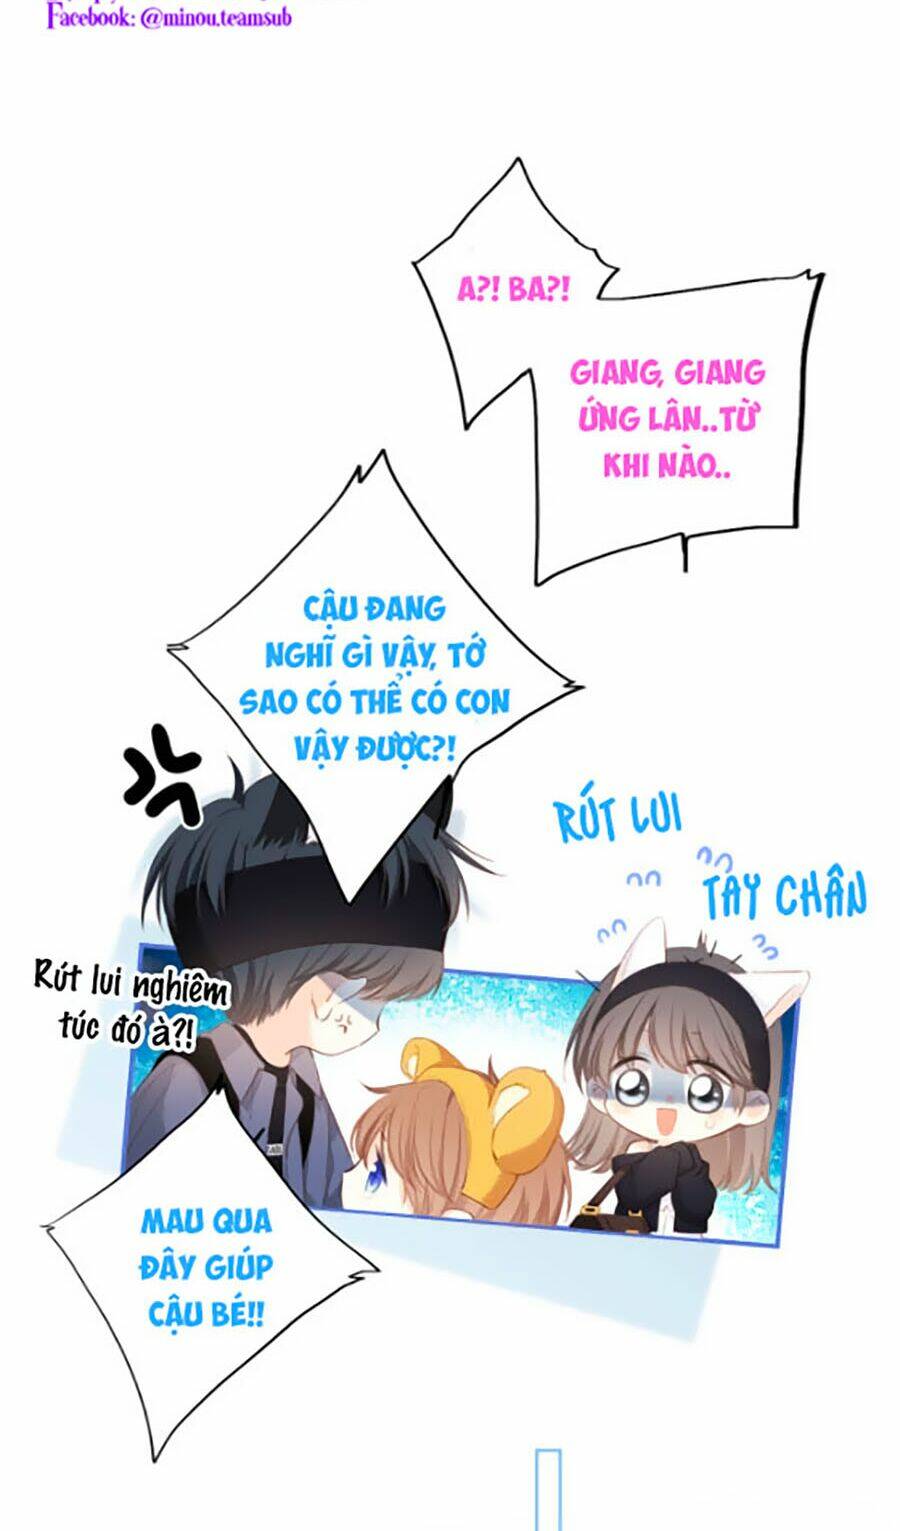 Facebook: @minou.teamsub
A?! BA?!
GIANG, GIANG
ỨNG LÂN..TỪ
KHI NÀO..
CẬU ĐANG
NGHĨ GÌ VẬY, TỚ
SAO CÓ THỂ CÓ CON
VẬY ĐƯỢC?!
RÚT LUI
TAY CHÂN
Rút lui nghiêm
túc đó à?!
MAU QUA
ĐÂY GIÚP
CẬU BÉ!!